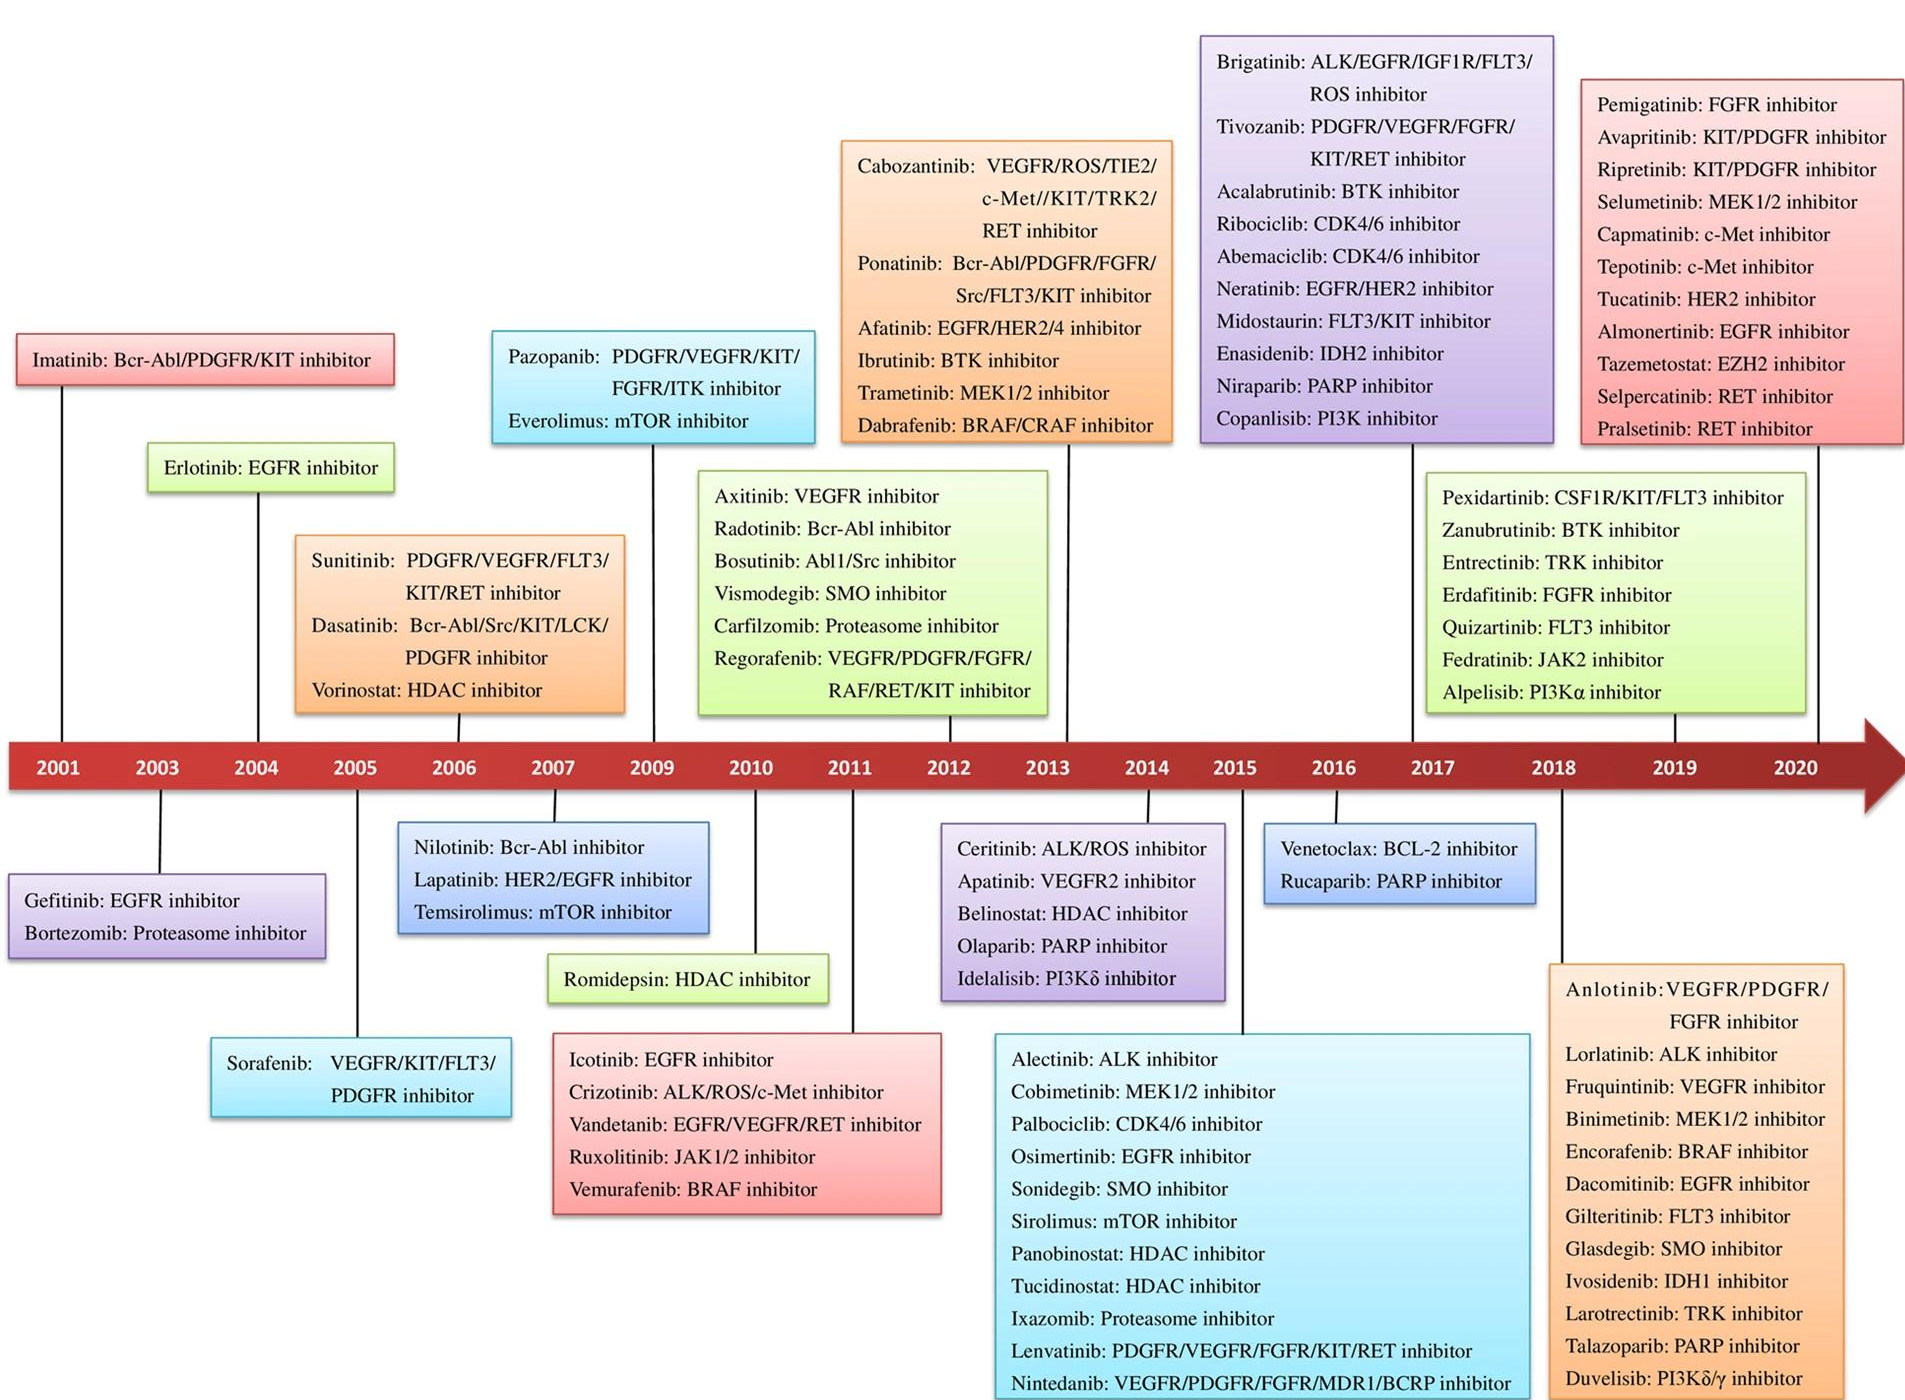 Imatinib: Bcr-Abl/PDGFR/KIT inhibitor
Erlotinib: EGFR inhibitor
Sunitinib: PDGFR/VEGFR/FLT3/
KIT/RET inhibitor
Dasatinib: Bcr-Abl/Src/KIT/LCK/
PDGFR inhibitor
Vorinostat: HDAC inhibitor
Pazopanib: PDGFR/VEGFR/KIT/
FGFR/ITK inhibitor
Everolimus: mTOR inhibitor
Axitinib: VEGFR inhibitor
Radotinib: Bcr-Abl inhibitor
Bosutinib: Abl1/Src inhibitor
Vismodegib: SMO inhibitor
Carfilzomib: Proteasome inhibitor
Regorafenib: VEGFR/PDGFR/FGFR/
RAF/RET/KIT inhibitor
Cabozantinib: VEGFR/ROS/TIE2/
c-Met//KIT/TRK2/
RET inhibitor
Ponatinib: Bcr-Abl/PDGFR/FGFR/
Src/FLT3/KIT inhibitor
Afatinib: EGFR/HER2/4 inhibitor
Ibrutinib: BTK inhibitor
Trametinib: MEK1/2 inhibitor
Dabrafenib: BRAF/CRAF inhibitor
Brigatinib: ALK/EGFR/IGF1R/FLT3/
ROS inhibitor
Tivozanib: PDGFR/VEGFR/FGFR/
KIT/RET inhibitor
Acalabrutinib: BTK inhibitor
Ribociclib: CDK4/6 inhibitor
Abemaciclib: CDK4/6 inhibitor
Neratinib: EGFR/HER2 inhibitor
Midostaurin: FLT3/KIT inhibitor
Enasidenib: IDH2 inhibitor
Niraparib: PARP inhibitor
Copanlisib: PI3K inhibitor
Pexidartinib: CSF1R/KIT/FLT3 inhibitor
Zanubrutinib: BTK inhibitor
Entrectinib: TRK inhibitor
Erdafitinib: FGFR inhibitor
Quizartinib: FLT3 inhibitor
Fedratinib: JAK2 inhibitor
Alpelisib: PI3Kα inhibitor
Pemigatinib: FGFR inhibitor
Avapritinib: KIT/PDGFR inhibitor
Ripretinib: KIT/PDGFR inhibitor
Selumetinib: MEK1/2 inhibitor
Capmatinib: c-Met inhibitor
Tepotinib: c-Met inhibitor
Tucatinib: HER2 inhibitor
Almonertinib: EGFR inhibitor
Tazemetostat: EZH2 inhibitor
Selpercatinib: RET inhibitor
Pralsetinib: RET inhibitor
2001 2003 2004 2005 2006 2007 2009 2010 2011 2012 2013 2014 2015 2016 2017 2018 2019 2020
Gefitinib: EGFR inhibitor
Bortezomib: Proteasome inhibitor
Sorafenib: VEGFR/KIT/FLT3/
PDGFR inhibitor
Nilotinib: Bcr-Abl inhibitor
Lapatinib: HER2/EGFR inhibitor
Temsirolimus: mTOR inhibitor
Romidepsin: HDAC inhibitor
Icotinib: EGFR inhibitor
Crizotinib: ALK/ROS/c-Met inhibitor
Vandetanib: EGFR/VEGFR/RET inhibitor
Ruxolitinib: JAK1/2 inhibitor
Vemurafenib: BRAF inhibitor
Ceritinib: ALK/ROS inhibitor
Apatinib: VEGFR2 inhibitor
Belinostat: HDAC inhibitor
Olaparib: PARP inhibitor
Idelalisib: PI3Kδ inhibitor
Alectinib: ALK inhibitor
Cobimetinib: MEK1/2 inhibitor
Palbociclib: CDK4/6 inhibitor
Osimertinib: EGFR inhibitor
Sonidegib: SMO inhibitor
Sirolimus: mTOR inhibitor
Panobinostat: HDAC inhibitor
Tucidinostat: HDAC inhibitor
Ixazomib: Proteasome inhibitor
Lenvatinib: PDGFR/VEGFR/FGFR/KIT/RET inhibitor
Nintedanib: VEGFR/PDGFR/FGFR/MDR1/BCRP inhibitor
Venetoclax: BCL-2 inhibitor
Rucaparib: PARP inhibitor
Anlotinib:VEGFR/PDGFR/
FGFR inhibitor
Lorlatinib: ALK inhibitor
Fruquintinib: VEGFR inhibitor
Binimetinib: MEK1/2 inhibitor
Encorafenib: BRAF inhibitor
Dacomitinib: EGFR inhibitor
Gilteritinib: FLT3 inhibitor
Glasdegib: SMO inhibitor
Ivosidenib: IDH1 inhibitor
Larotrectinib: TRK inhibitor
Talazoparib: PARP inhibitor
Duvelisib: PI3Kδ/γ inhibitor